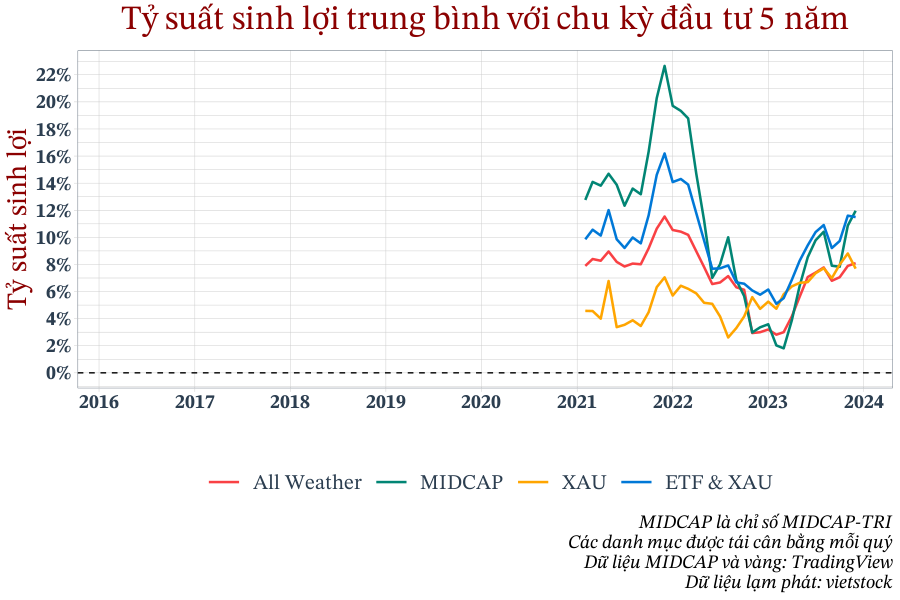 Tỷ suất sinh lợi trung bình với chu kỳ đầu tư 5 năm
Tỷ suất sinh lợi
22%
20%
18%
16%
14%
12%
10%
8%
6%
4%
2%
0%
2016 2017 2018 2019 2020 2021 2022 2023 2024
All Weather MIDCAP XAU ETF & XAU
MIDCAP là chỉ số MIDCAP-TRI
Các danh mục được tái cân bằng mỗi quý
Dữ liệu MIDCAP và vàng: TradingView
Dữ liệu lạm phát: vietstock